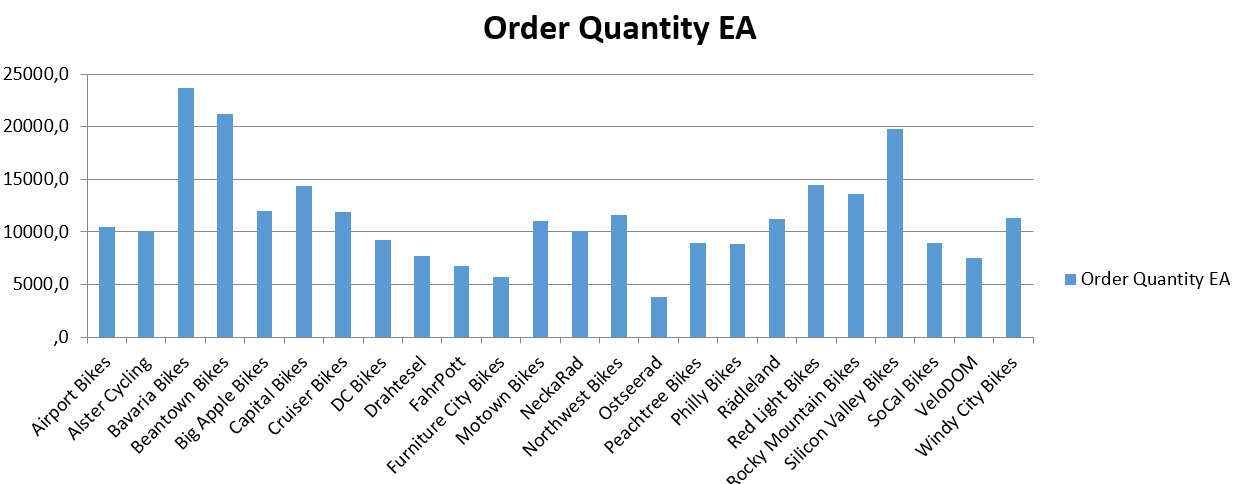 Order Quantity EA
25000,0
20000,0
15000,0
10000,0
5000,0
,0
Order Quantity EA
Airport Bikes
Alster Cycling
Bavaria Bikes
Beantown Bikes
Big Apple Bikes
Capital Bikes
Cruiser Bikes
DC Bikes
Drahtesel
FahrPott
Furniture City Bikes
Motown Bikes
NeckaRad
Northwest Bikes
Ostseerad
Peachtree Bikes
Philly Bikes
Rädleland
Red Light Bikes
Rocky Mountain Bikes
Silicon Valley Bikes
SoCal Bikes
VeloDOM
Windy City Bikes